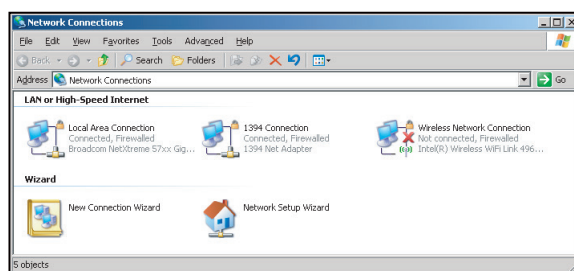 Network Connections
File Edit View Favorites Tools Advanced Help
Back Search Folders
Address Network Connections Go
LAN or High-Speed Internet
Local Area Connection
Connected, Firewalled
Broadcom NetXtreme 57xx Gig...
1394 Connection
Connected, Firewalled
1394 Net Adapter
Wireless Network Connection
Not connected, Firewalled
Intel(R) Wireless WiFi Link 496...
Wizard
New Connection Wizard
Network Setup Wizard
5 objects